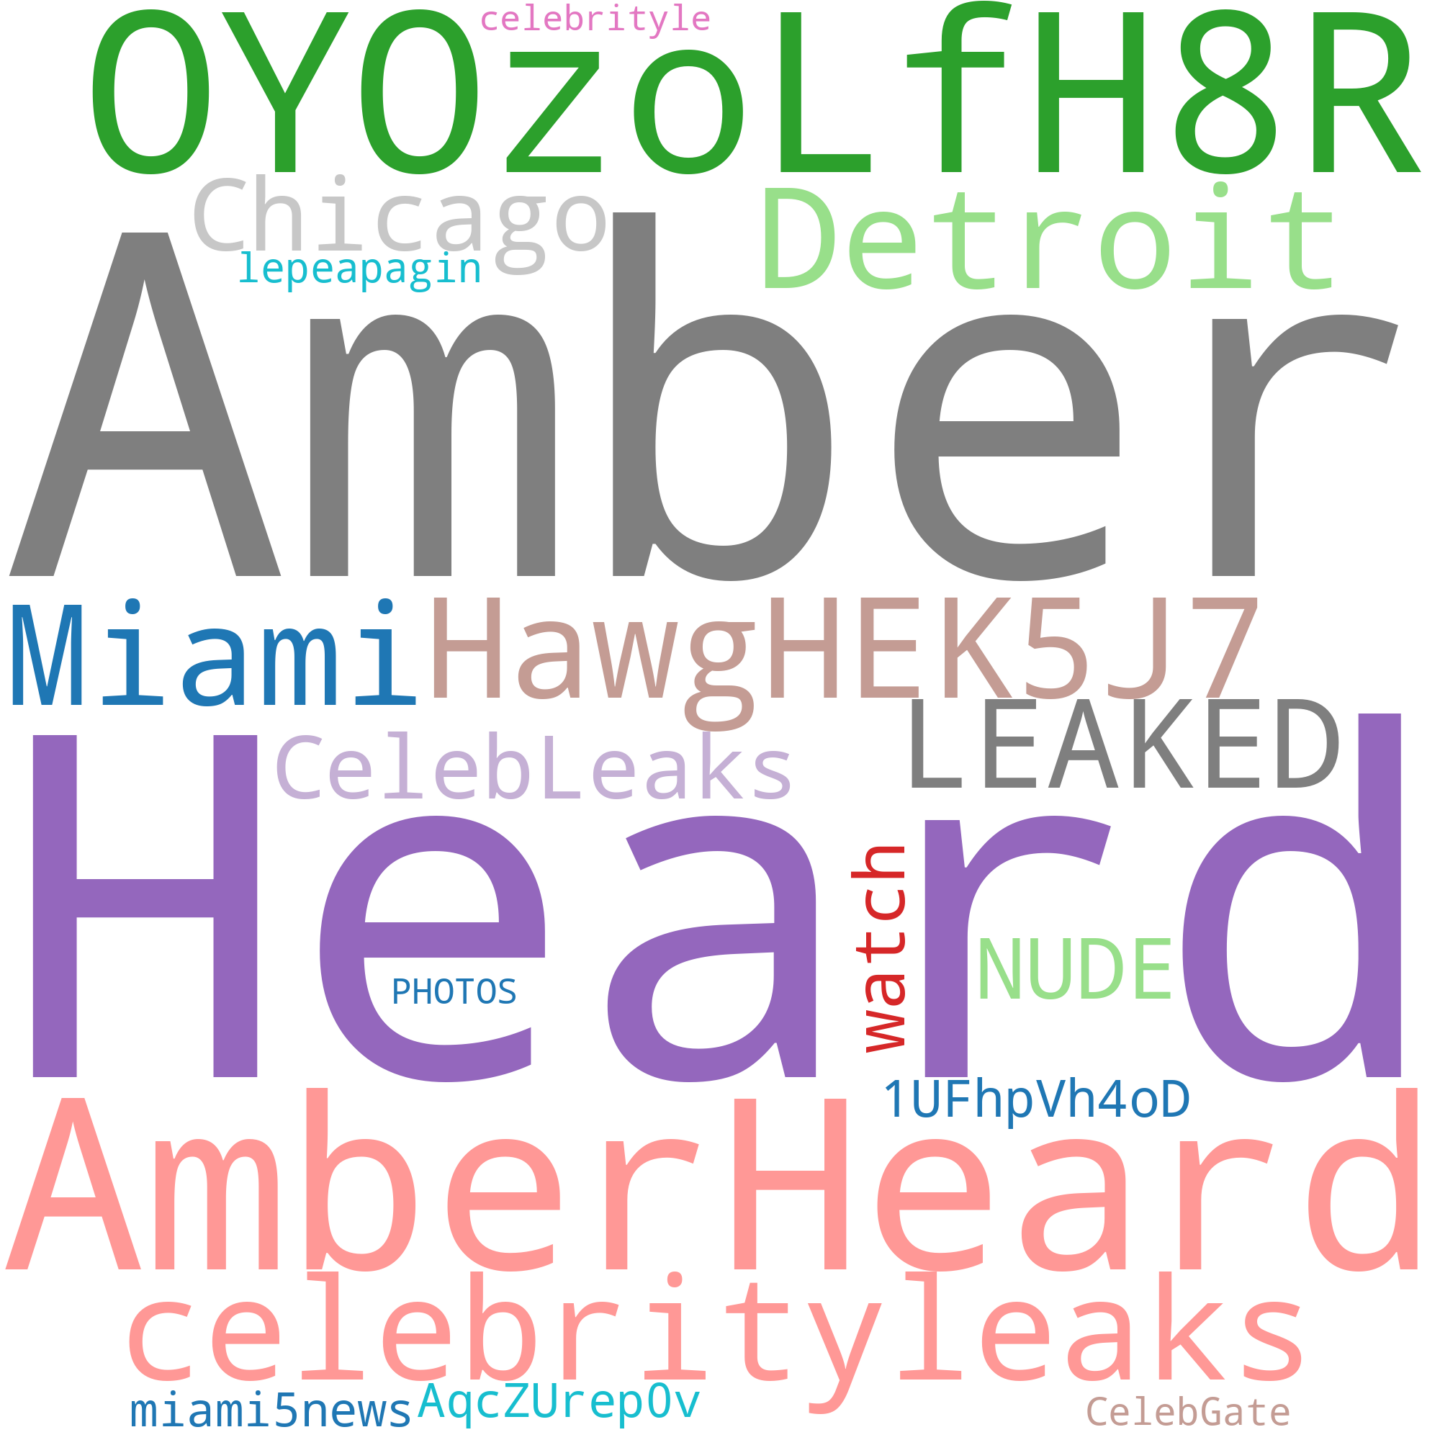 celebrityle
OYOzoLfH8R
Chicago
Detroit
lepeapagin
Amber
Miami
HawgHEK5J7
LEAKED
CelebLeaks
Heard
watch
NUDE
PHOTOS
1UFhpVh4oD
AmberHeard
celebrityleaks
miami5news
AqcZUrepOv
CelebGate